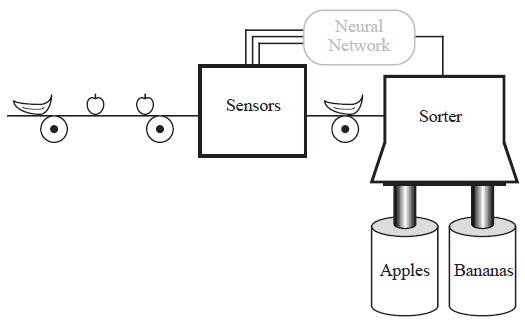 Neural
Network
Sensors
Sorter
Apples
Bananas